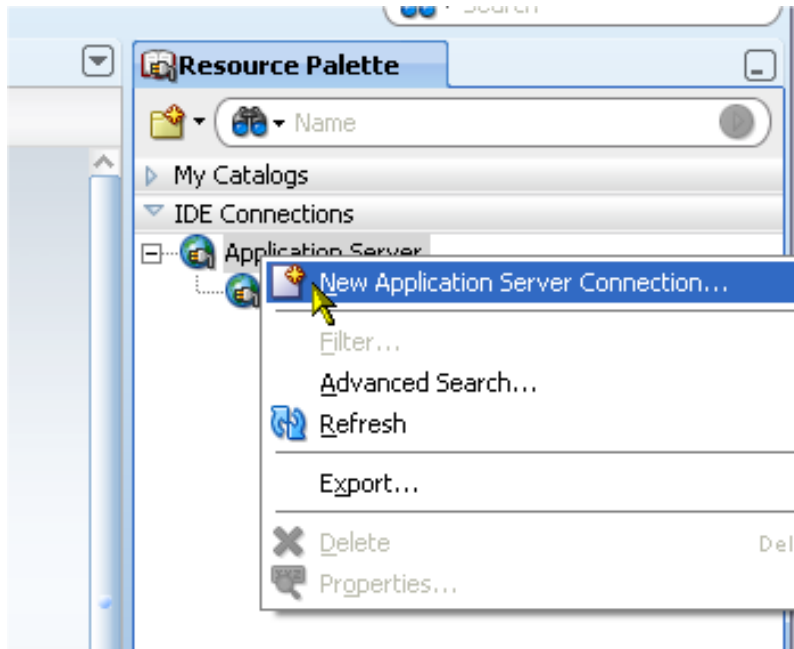 Search
Resource Palette
Name
My Catalogs
IDE Connections
Application Server
New Application Server Connection...
Filter...
Advanced Search...
Refresh
Export...
Delete Del
Properties...